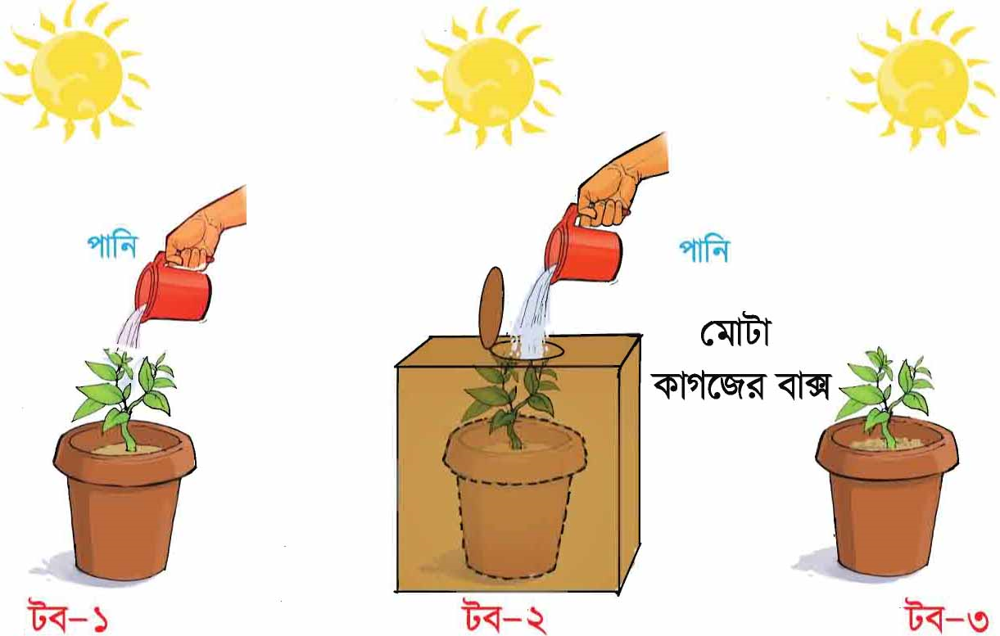 পানি
পানি
মোটা
কাগজের বাক্স
টব-১
টব-২
টব-৩